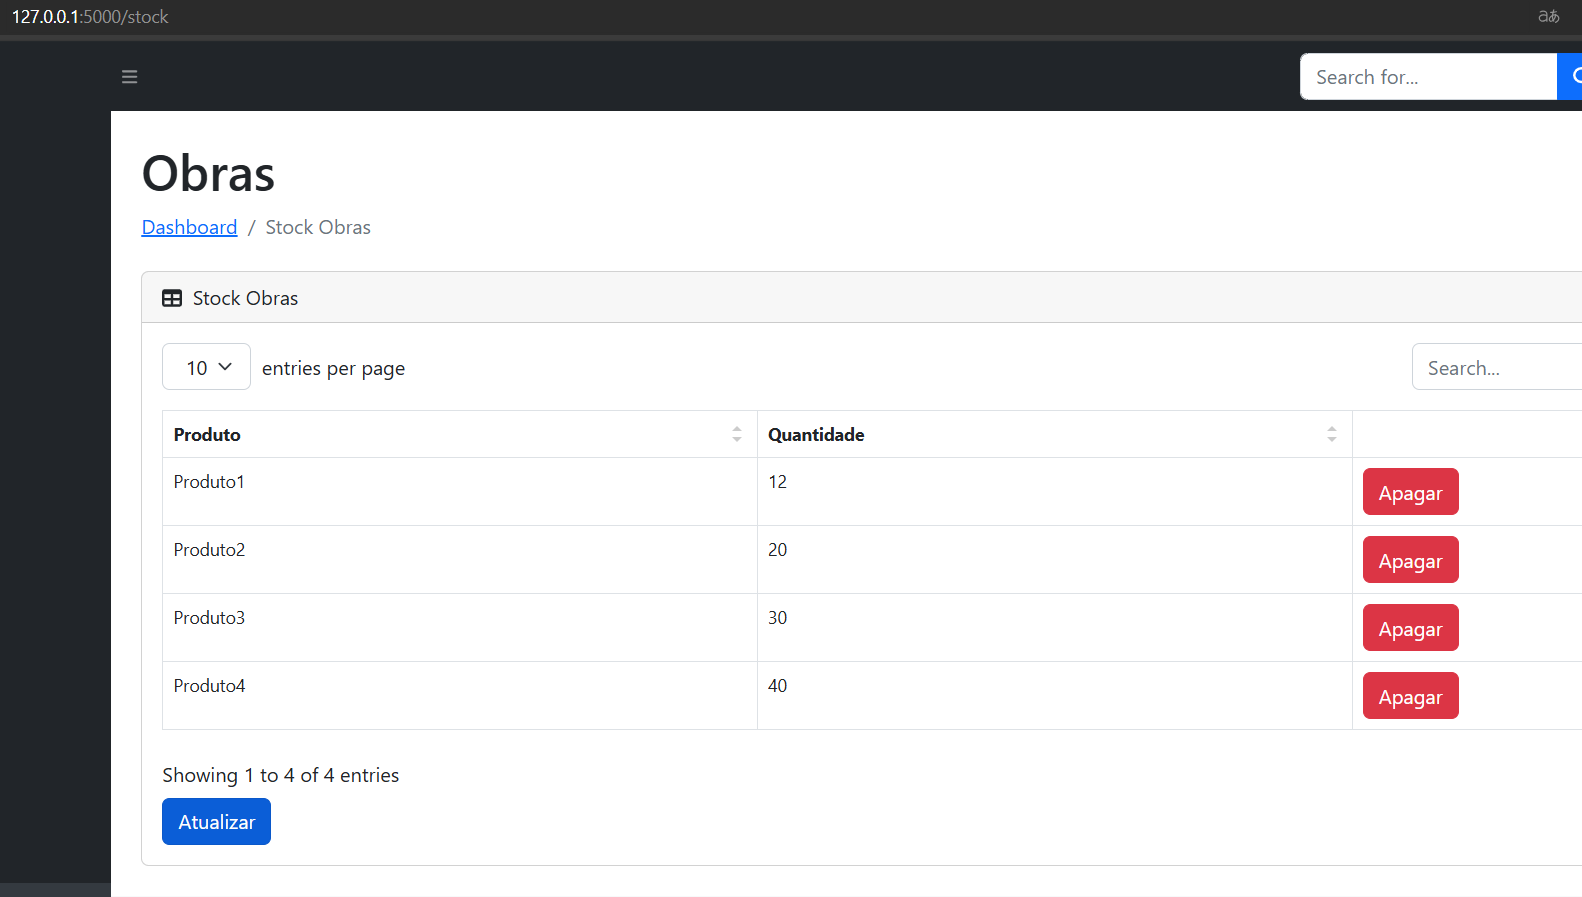 127.0.0.1:5000/stock
aあ
Search for...
Obras
Dashboard / Stock Obras
Stock Obras
10 entries per page
Search...
Produto Quantidade
Produto1 12 Apagar
Produto2 20 Apagar
Produto3 30 Apagar
Produto4 40 Apagar
Showing 1 to 4 of 4 entries
Atualizar